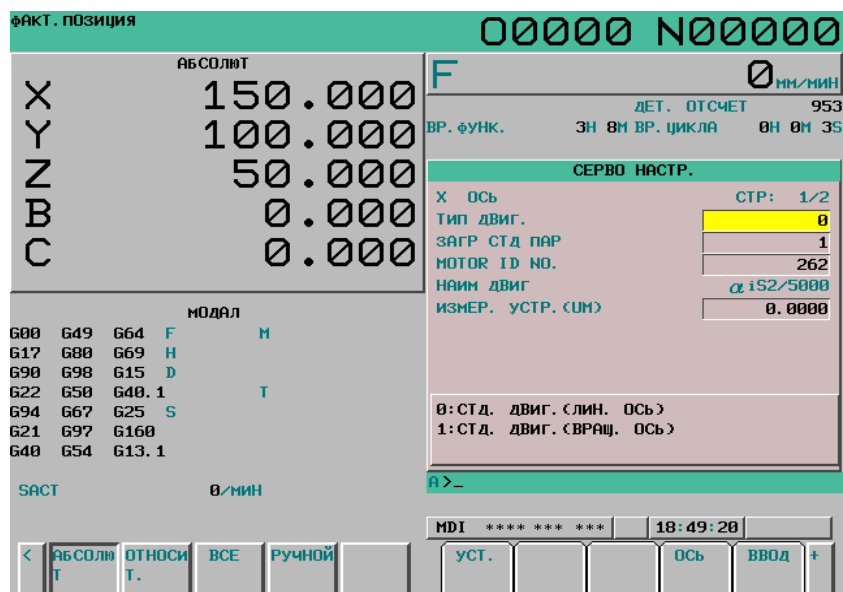 ФАКТ.ПОЗИЦИЯ
O0000 N00000
АБСОЛЮТ
X 150.000
Y 100.000
Z 50.000
B 0.000
C 0.000
F 0 ММ/МИН
ДЕТ. ОТСЧЕТ 953
ВР.ФУНК. 3H 8M ВР.ЦИКЛА 0H 0M 3S
СЕРВО НАСТР.
X ОСЬ СТР: 1/2
ТИП ДВИГ. 0
ЗАГР СТД ПАР 1
MOTOR ID NO. 262
НАИМ ДВИГ αiS2/5000
ИЗМЕР. УСТР.(UM) 0.0000
0:СТД. ДВИГ.(ЛИН. ОСЬ)
1:СТД. ДВИГ.(ВРАЩ. ОСЬ)
МОДАЛ
G00 G49 G64 F M
G17 G80 G69 H
G90 G98 G15 D
G22 G50 G40.1 T
G94 G67 G25 S
G21 G97 G160
G40 G54 G13.1
SACT 0/МИН
A>_
MDI **** *** *** 18:49:20
< АБСОЛЮ
Т ОТНОСИ
Т. ВСЕ РУЧНОЙ
УСТ. ОСЬ ВВОД +